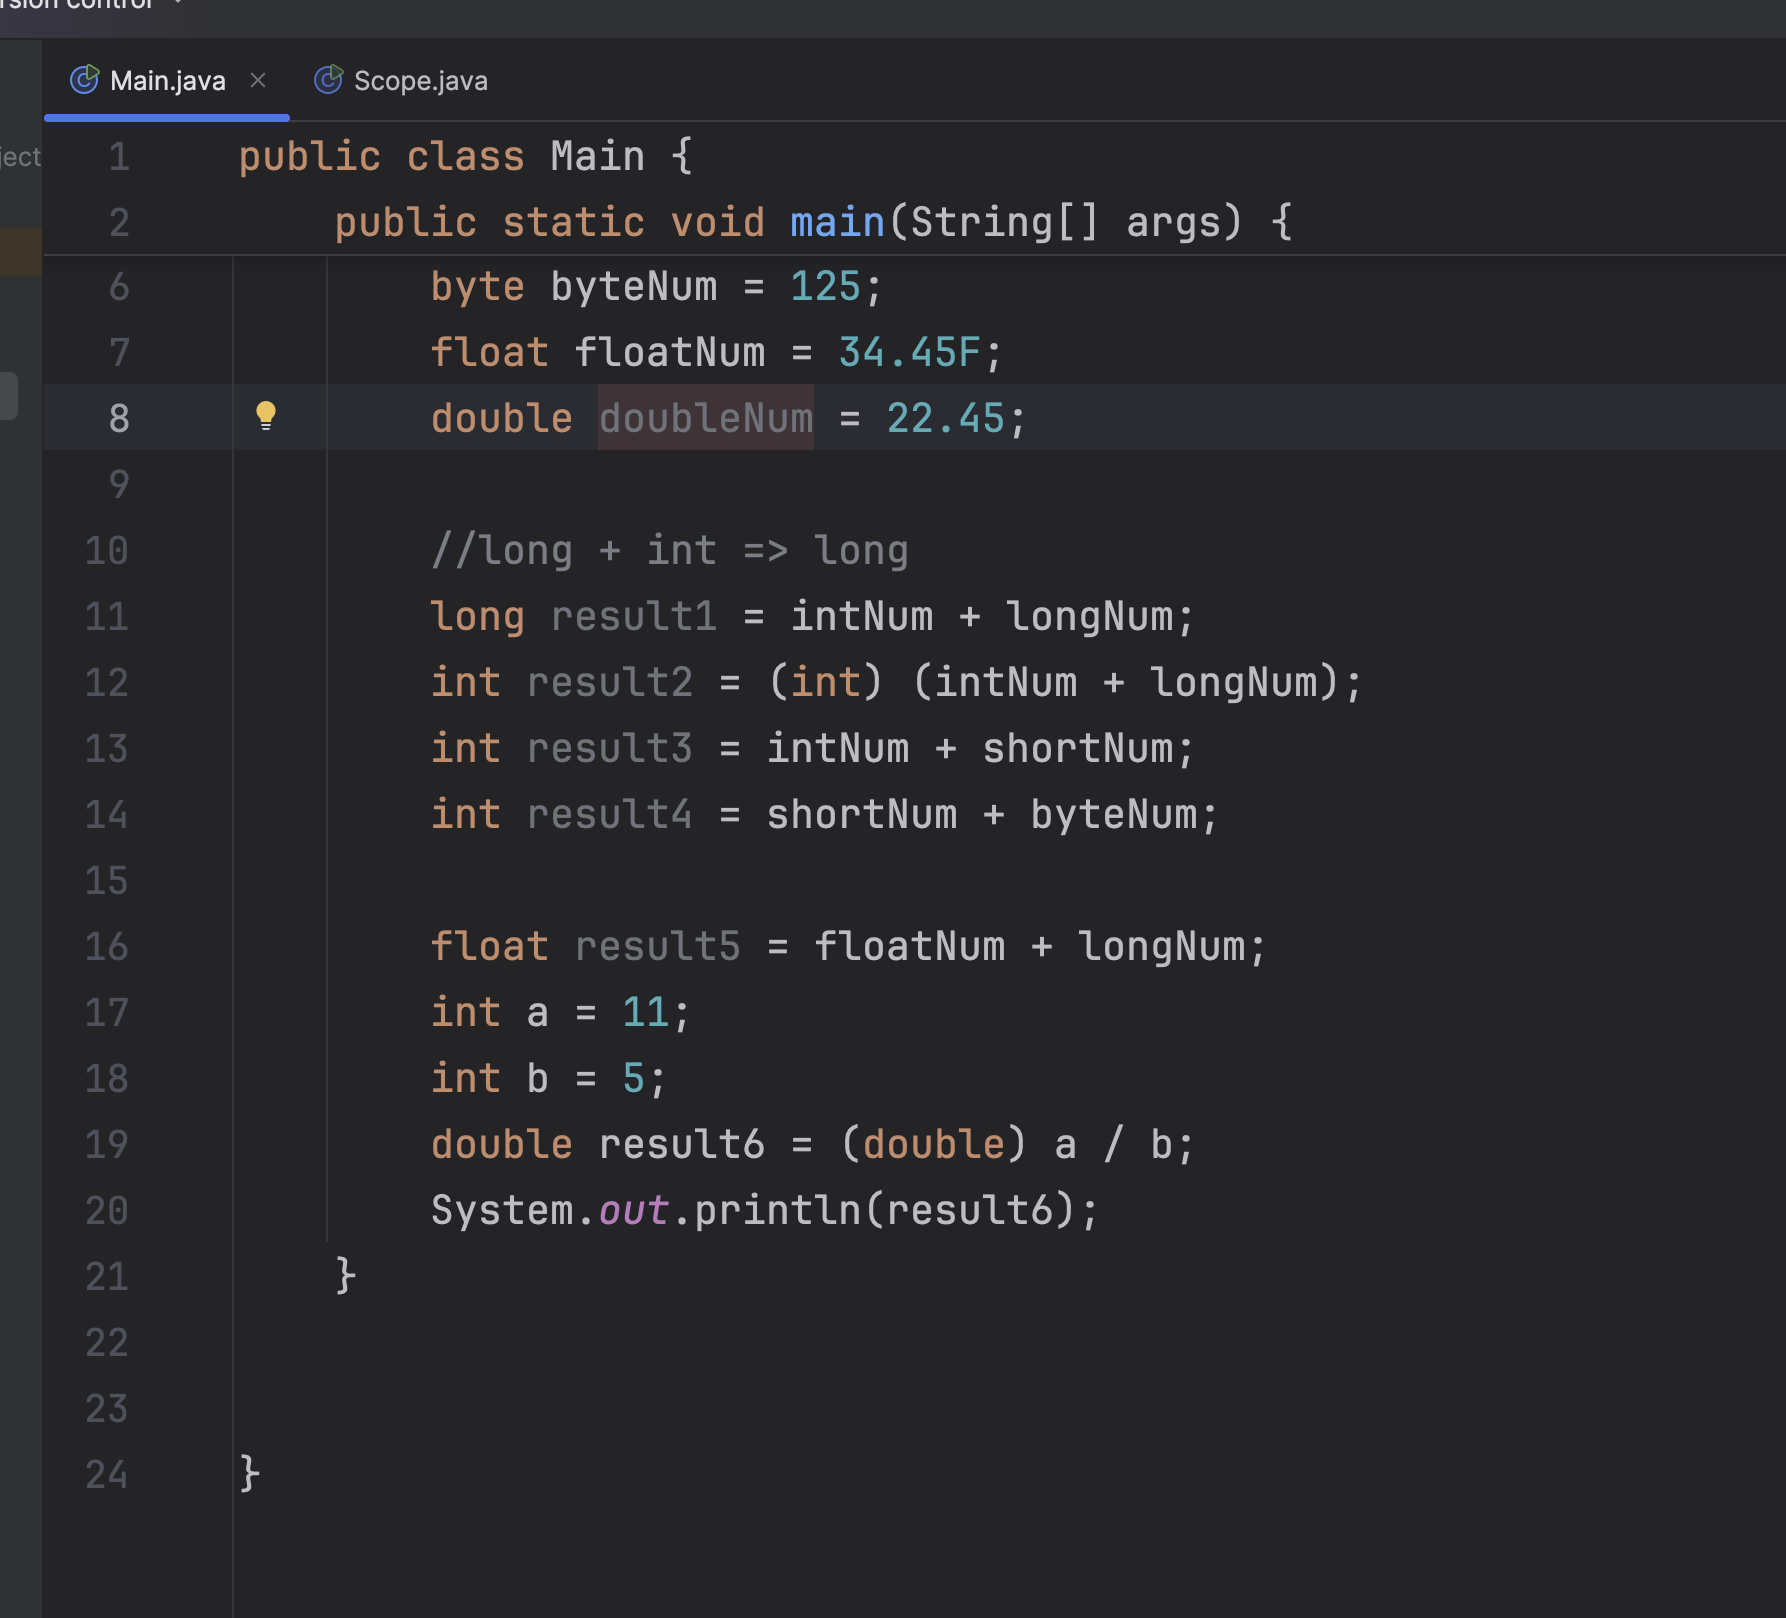 Main.java
Scope.java
1 public class Main {
2 public static void main(String[] args) {
6 byte byteNum = 125;
7 float floatNum = 34.45F;
8 double doubleNum = 22.45;
9
10 //long + int => long
11 long result1 = intNum + longNum;
12 int result2 = (int) (intNum + longNum);
13 int result3 = intNum + shortNum;
14 int result4 = shortNum + byteNum;
15
16 float result5 = floatNum + longNum;
17 int a = 11;
18 int b = 5;
19 double result6 = (double) a / b;
20 System.out.println(result6);
21 }
22
23
24 }